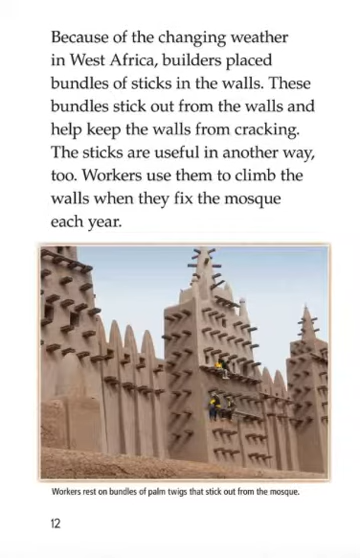 Because of the changing weather
in West Africa, builders placed
bundles of sticks in the walls. These
bundles stick out from the walls and
help keep the walls from cracking.
The sticks are useful in another way,
too. Workers use them to climb the
walls when they fix the mosque
each year.
Workers rest on bundles of palm twigs that stick out from the mosque.
12